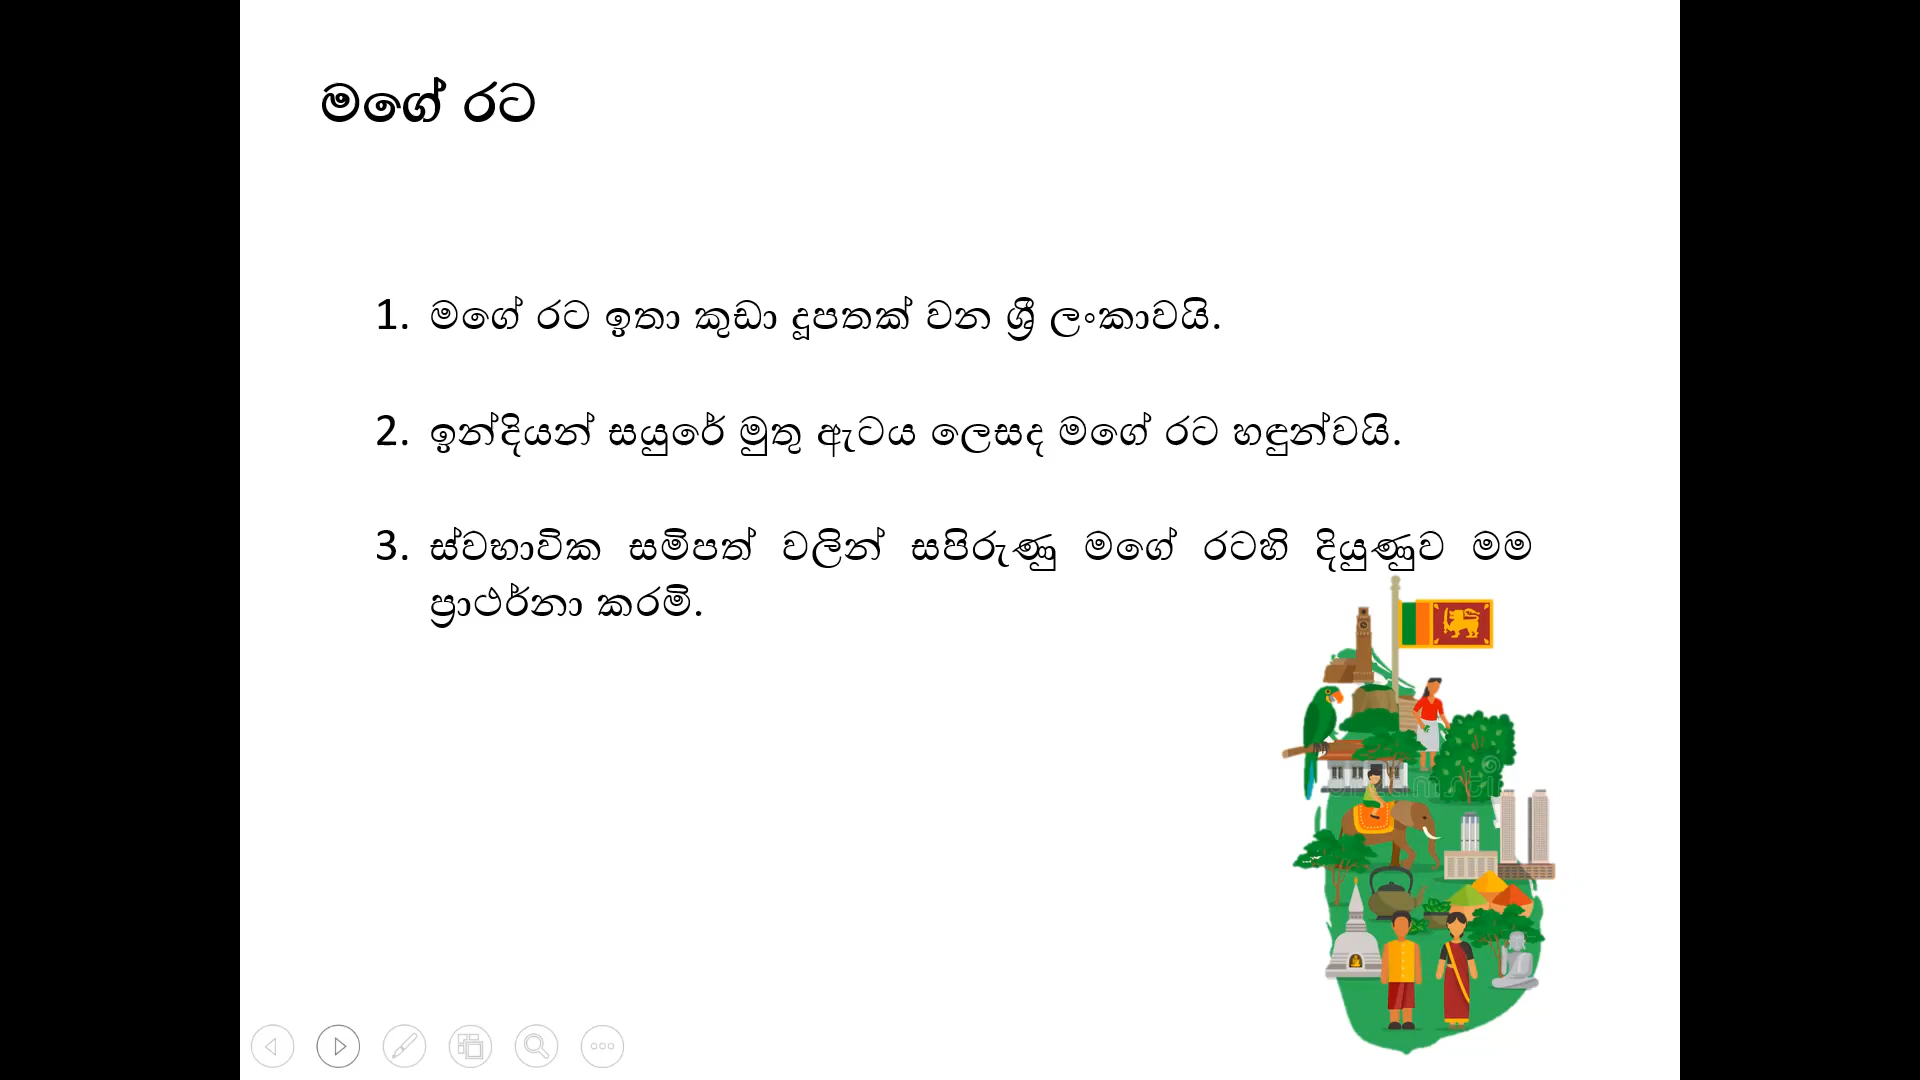 මගේ රට
1. මගේ රට ඉතා කුඩා දූපතක් වන ශ්‍රී ලංකාවයි.
2. ඉන්දියන් සයුරේ මුතු ඇටය ලෙසද මගේ රට හඳුන්වයි.
3. ස්වභාවික සම්පත් වලින් සපිරුණු මගේ රටහි දියුණුව මම
ප්‍රාර්ථනා කරමි.